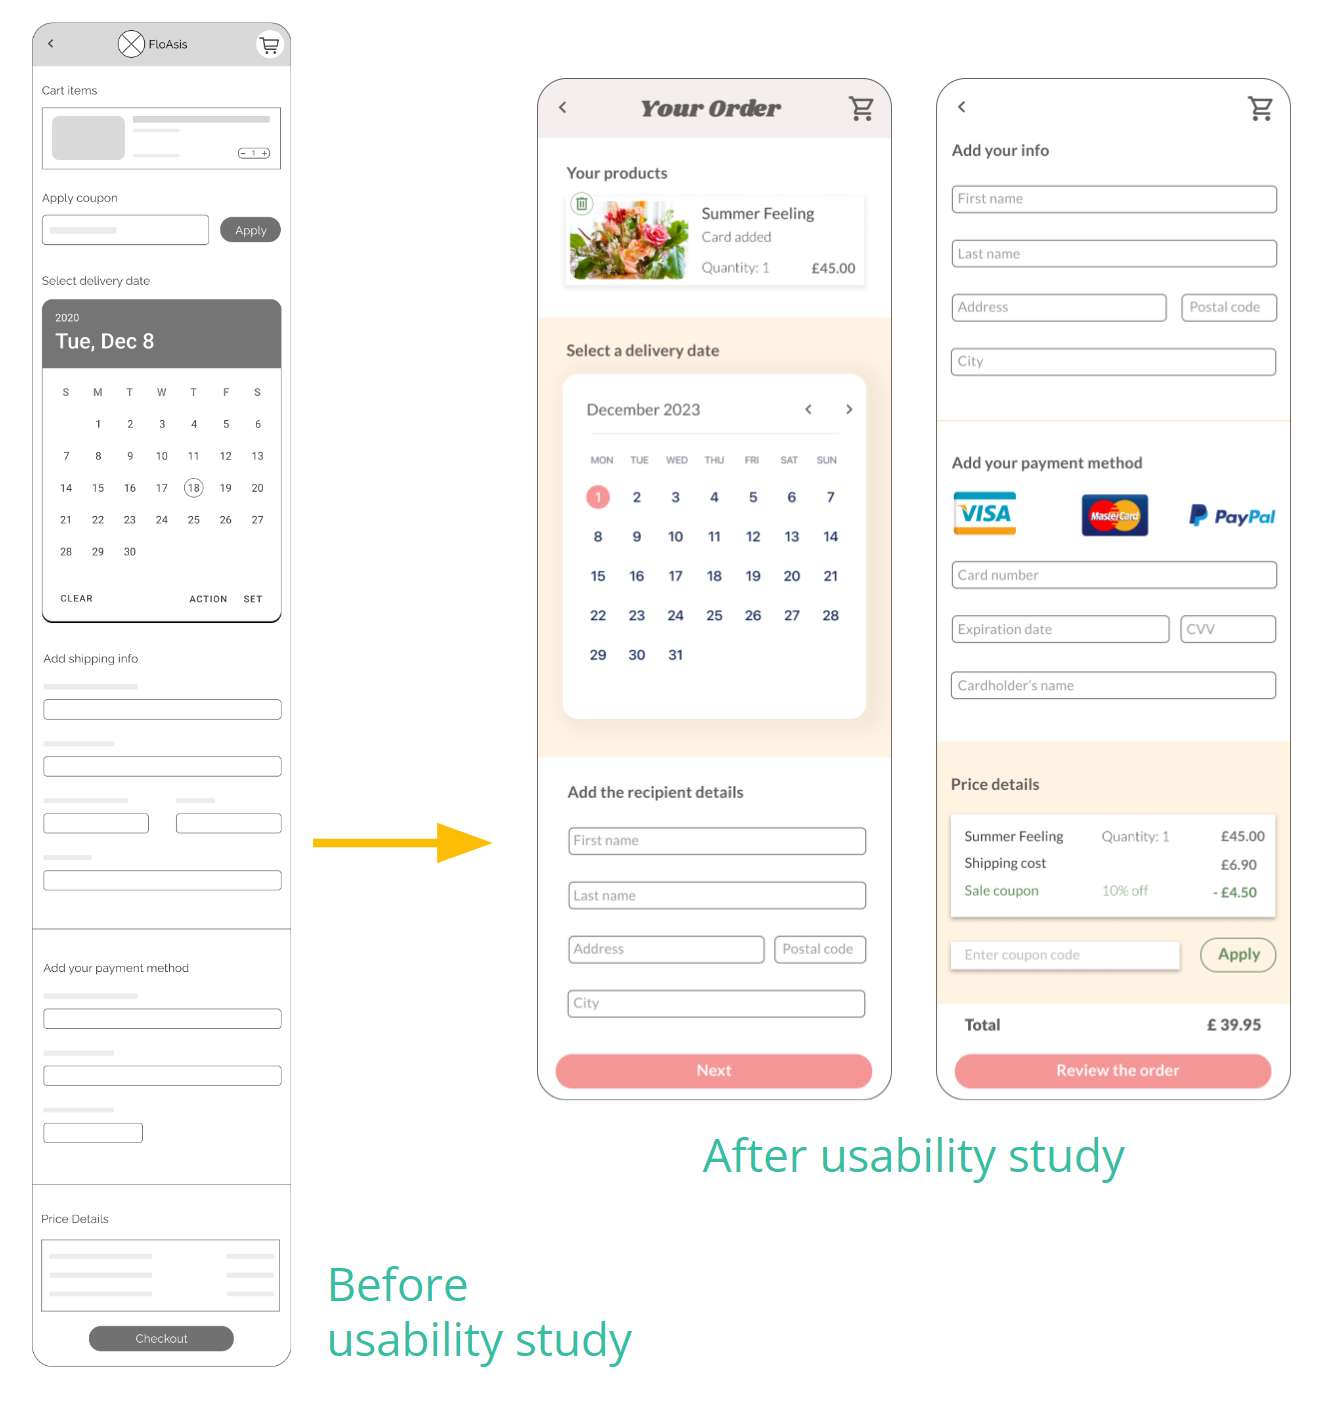 FloAsis
Cart items
- 1 +
Apply coupon
Apply
Select delivery date
2020
Tue, Dec 8
S M T W T F S
1 2 3 4 5 6
7 8 9 10 11 12 13
14 15 16 17 18 19 20
21 22 23 24 25 26 27
28 29 30
CLEAR ACTION SET
Add shipping info
Add your payment method
Price Details
Checkout
Before
usability study
Your Order
Your products
Summer Feeling
Card added
Quantity: 1 £45.00
Select a delivery date
December 2023
MON TUE WED THU FRI SAT SUN
1 2 3 4 5 6 7
8 9 10 11 12 13 14
15 16 17 18 19 20 21
22 23 24 25 26 27 28
29 30 31
Add the recipient details
First name
Last name
Address Postal code
City
Next
Add your info
First name
Last name
Address Postal code
City
Add your payment method
VISA MasterCard PayPal
Card number
Expiration date CVV
Cardholder's name
Price details
Summer Feeling Quantity: 1 £45.00
Shipping cost £6.90
Sale coupon 10% off - £4.50
Enter coupon code Apply
Total £ 39.95
Review the order
After usability study